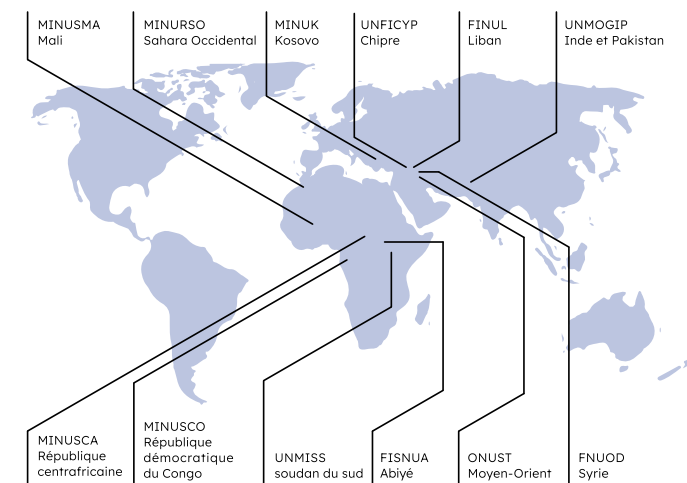 MINUSMA
Mali
MINURSO
Sahara Occidental
MINUK
Kosovo
UNFICYP
Chipre
FINUL
Liban
UNMOGIP
Inde et Pakistan
MINUSCA
République
centrafricaine
MINUSCO
République
démocratique
du Congo
UNMISS
soudan du sud
FISNUA
Abiyé
ONUST
Moyen-Orient
FNUOD
Syrie